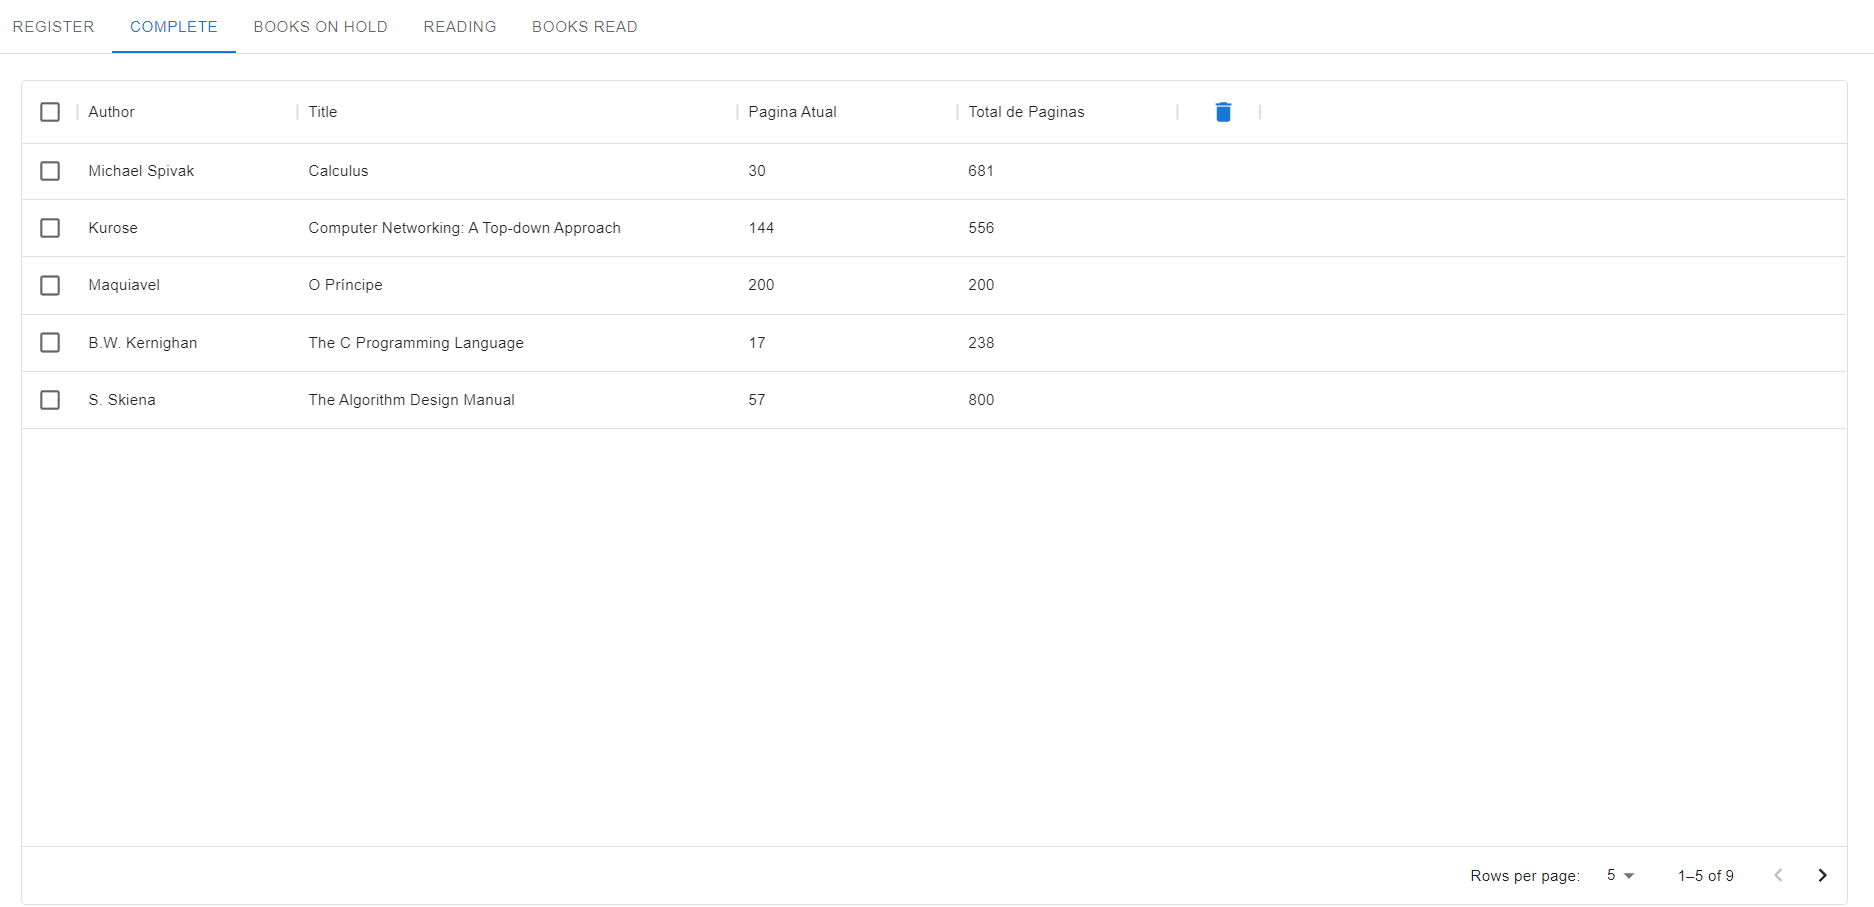 REGISTER COMPLETE BOOKS ON HOLD READING BOOKS READ
Author Title Pagina Atual Total de Paginas
Michael Spivak Calculus 30 681
Kurose Computer Networking: A Top-down Approach 144 556
Maquiavel O Príncipe 200 200
B.W. Kernighan The C Programming Language 17 238
S. Skiena The Algorithm Design Manual 57 800
Rows per page: 5 1–5 of 9